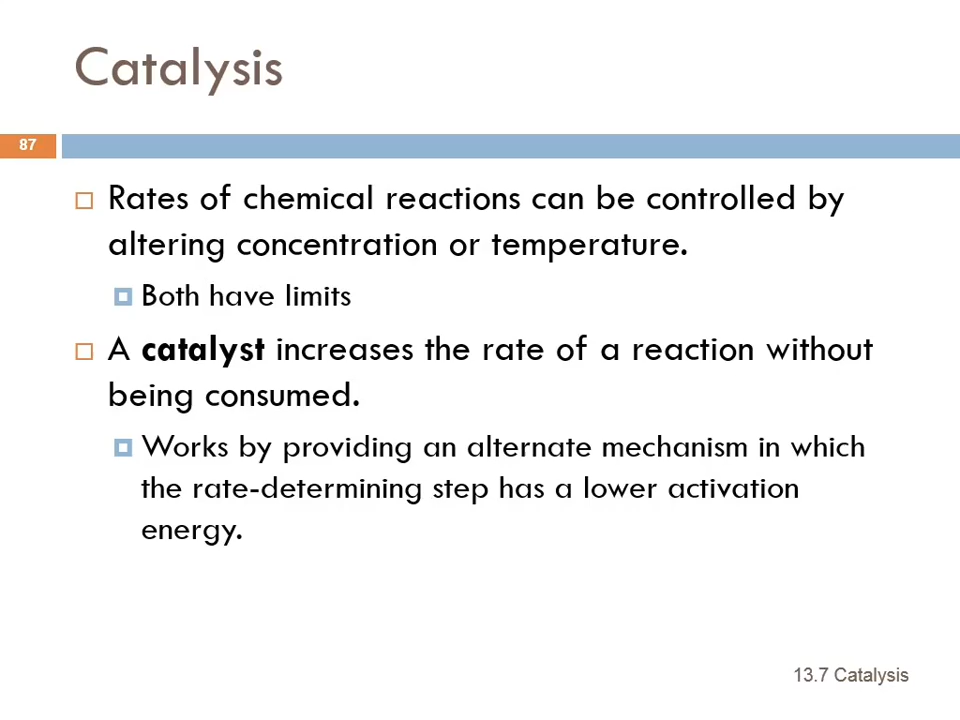 Catalysis
87
Rates of chemical reactions can be controlled by
altering concentration or temperature.
Both have limits
A catalyst increases the rate of a reaction without
being consumed.
Works by providing an alternate mechanism in which
the rate-determining step has a lower activation
energy.
13.7 Catalysis